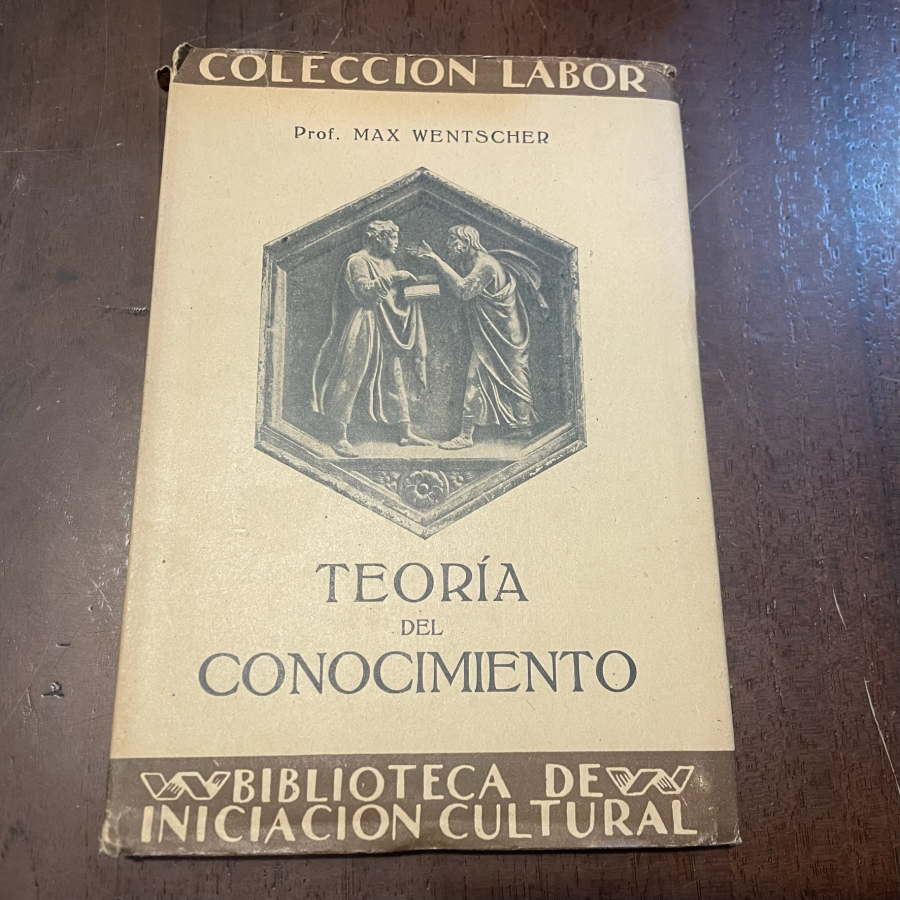 COLECCION LABOR
Prof. MAX WENTSCHER
TEORÍA
DEL
CONOCIMIENTO
BIBLIOTECA DE
INICIACION CULTURAL